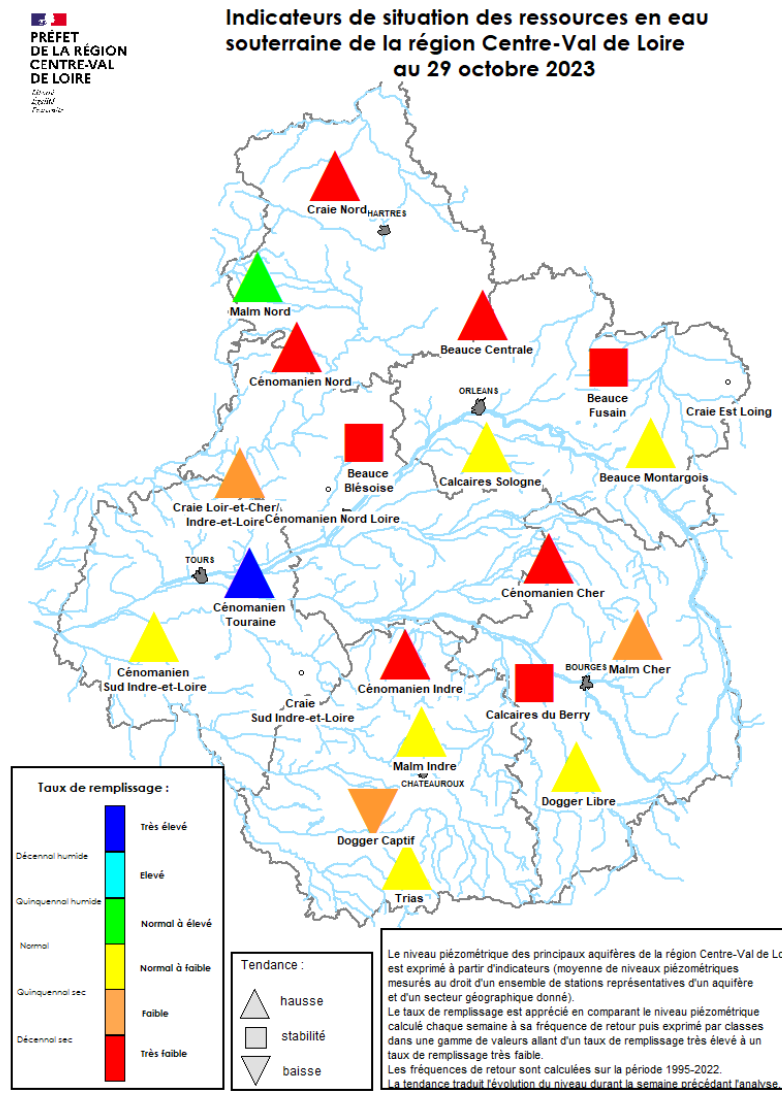 Indicateurs de situation des ressources en eau
souterraine de la région Centre-Val de Loire
au 29 octobre 2023
PRÉFET
DE LA RÉGION
CENTRE-VAL
DE LOIRE
Liberté
Égalité
Fraternité
Craie Nord
HARTRES
Malm Nord
Cénomanien Nord
Beauce Centrale
Beauce
Fusain
Craie Est Loing
ORLEANS
Beauce
Blésoise
Calcaires Sologne
Beauce Montargois
Craie Loir-et-Cher/
Indre-et-Loire
Cénomanien Nord Loire
TOURS
Cénomanien
Touraine
Cénomanien Cher
Cénomanien
Sud Indre-et-Loire
Cénomanien Indre
Craie
Sud Indre-et-Loire
BOURGES
Malm Cher
Calcaires du Berry
Malm Indre
CHATEAUROUX
Dogger Libre
Dogger Captif
Trias
Taux de remplissage :
Très élevé
Décennal humide
Elevé
Quinquennal humide
Normal à élevé
Normal
Normal à faible
Quinquennal sec
Faible
Décennal sec
Très faible
Tendance :
hausse
stabilité
baisse
Le niveau piézométrique des principaux aquifères de la région Centre-Val de Lo
est exprimé à partir d'indicateurs (moyenne de niveaux piézométriques
mesurés au droit d'un ensemble de stations représentatives d'un aquifère
et d'un secteur géographique donné).
Le taux de remplissage est apprécié en comparant le niveau piézométrique
calculé chaque semaine à sa fréquence de retour puis exprimé par classes
dans une gamme de valeurs allant d'un taux de remplissage très élevé à un
taux de remplissage très faible.
Les fréquences de retour sont calculées sur la période 1995-2022.
La tendance traduit l'évolution du niveau durant la semaine précédant l'analyse.